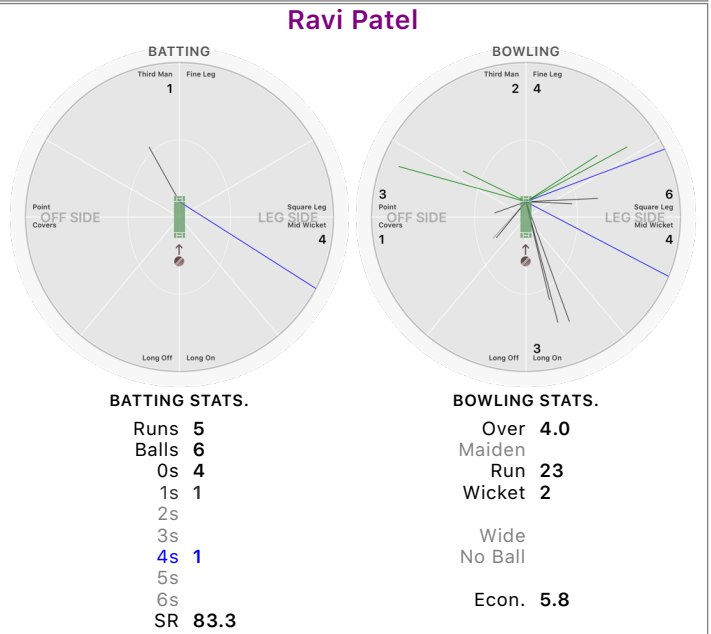 Ravi Patel
BATTING
Third Man Fine Leg
1
Point
OFF SIDE
Covers
Square Leg
LEG SIDE
Mid Wicket
4
Long Off Long On
BOWLING
Third Man Fine Leg
2 4
3
Point
OFF SIDE
Covers
1
6
Square Leg
LEG SIDE
Mid Wicket
4
3
Long Off Long On
BATTING STATS.
Runs 5
Balls 6
0s 4
1s 1
2s
3s
4s 1
5s
6s
SR 83.3
BOWLING STATS.
Over 4.0
Maiden
Run 23
Wicket 2
Wide
No Ball
Econ. 5.8